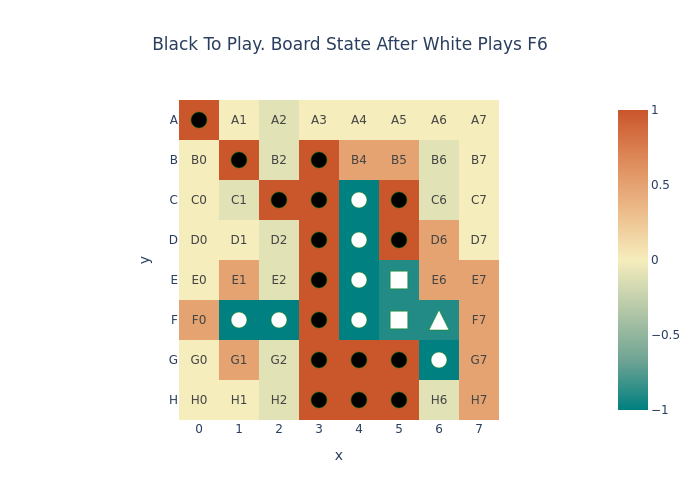 Black To Play. Board State After White Plays F6
A A1 A2 A3 A4 A5 A6 A7
B B0 B2 B4 B5 B6 B7
C C0 C1 C6 C7
D D0 D1 D2 D6 D7
E E0 E1 E2 E6 E7
F F0 F7
G G0 G1 G2 G7
H H0 H1 H2 H6 H7
0 1 2 3 4 5 6 7
x
y
1
0.5
0
−0.5
−1